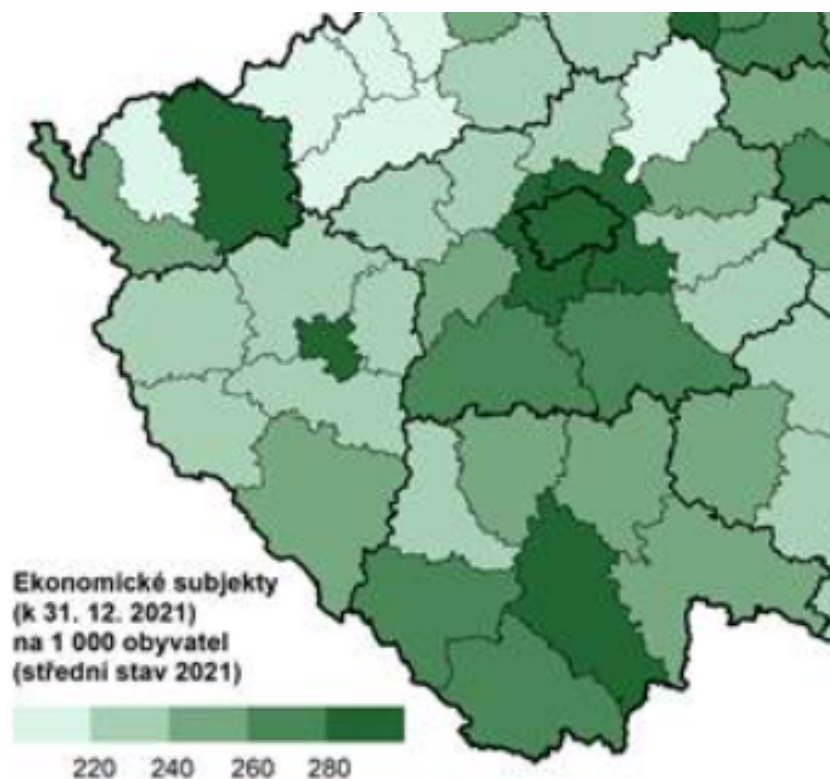 Ekonomické subjekty
(k 31. 12. 2021)
na 1 000 obyvatel
(střední stav 2021)
220 240 260 280